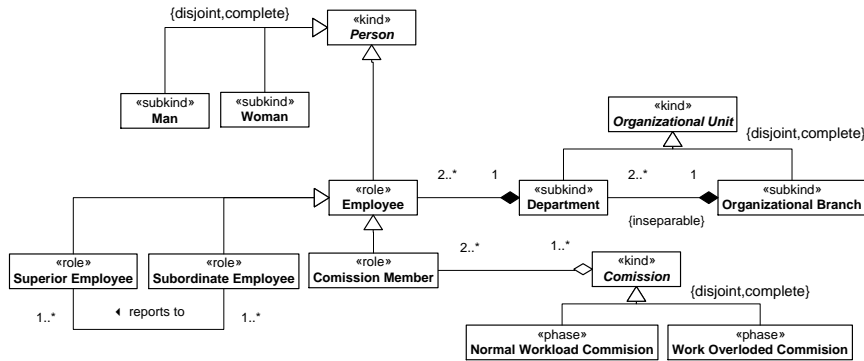 {disjoint,complete}
«kind»
Person
«subkind»
Man
«subkind»
Woman
«kind»
Organizational Unit
{disjoint,complete}
«role»
Employee
2..*
1
«subkind»
Department
2..*
1
«subkind»
Organizational Branch
{inseparable}
«role»
Superior Employee
«role»
Subordinate Employee
«role»
Comission Member
2..*
1..*
«kind»
Comission
1..*
reports to
1..*
{disjoint,complete}
«phase»
Normal Workload Commision
«phase»
Work Overloded Commision